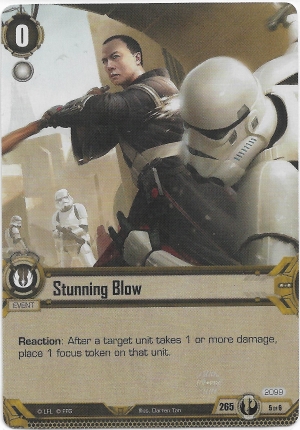 0
Stunning Blow
EVENT
Reaction: After a target unit takes 1 or more damage,
place 1 focus token on that unit.
2099
© LFL © FFG
Illus. Darren Tan
265
5 of 6